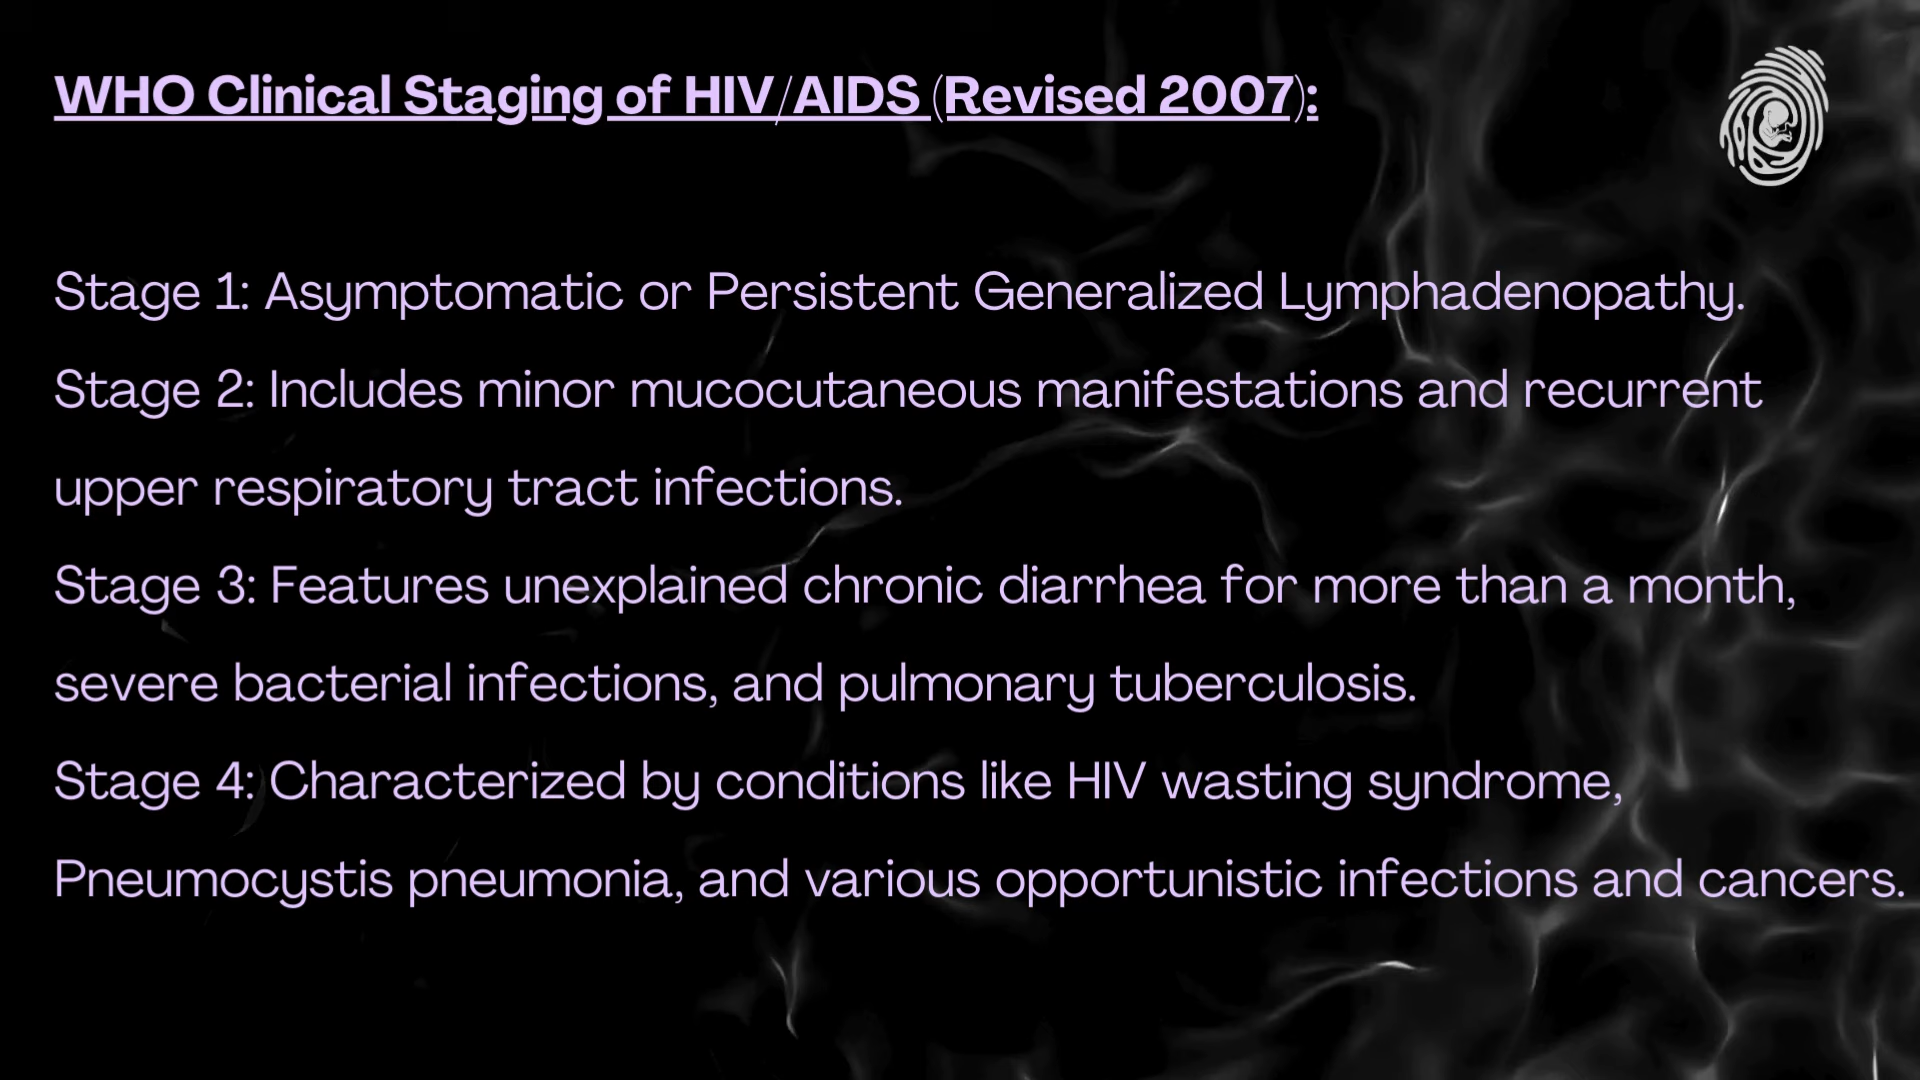 WHO Clinical Staging of HIV/AIDS (Revised 2007):
Stage 1: Asymptomatic or Persistent Generalized Lymphadenopathy.
Stage 2: Includes minor mucocutaneous manifestations and recurrent
upper respiratory tract infections.
Stage 3: Features unexplained chronic diarrhea for more than a month,
severe bacterial infections, and pulmonary tuberculosis.
Stage 4: Characterized by conditions like HIV wasting syndrome,
Pneumocystis pneumonia, and various opportunistic infections and cancers.